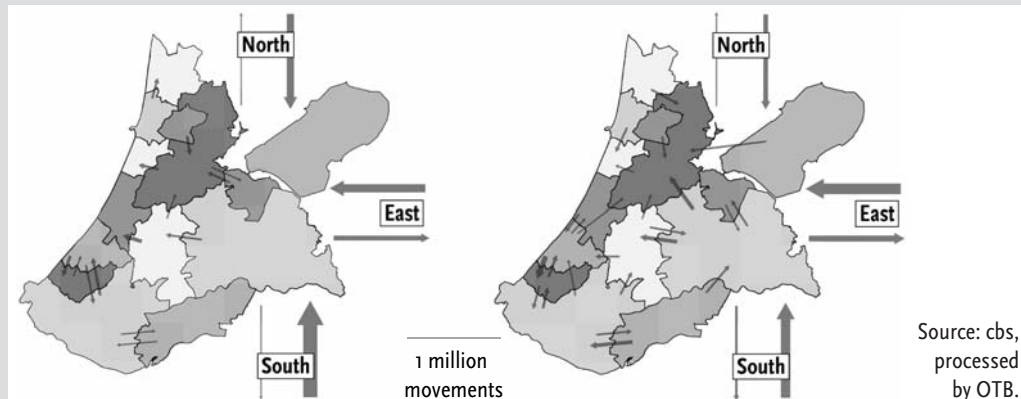 North
North
East
East
South
South
1 million
movements
Source: cbs,
processed
by OTB.